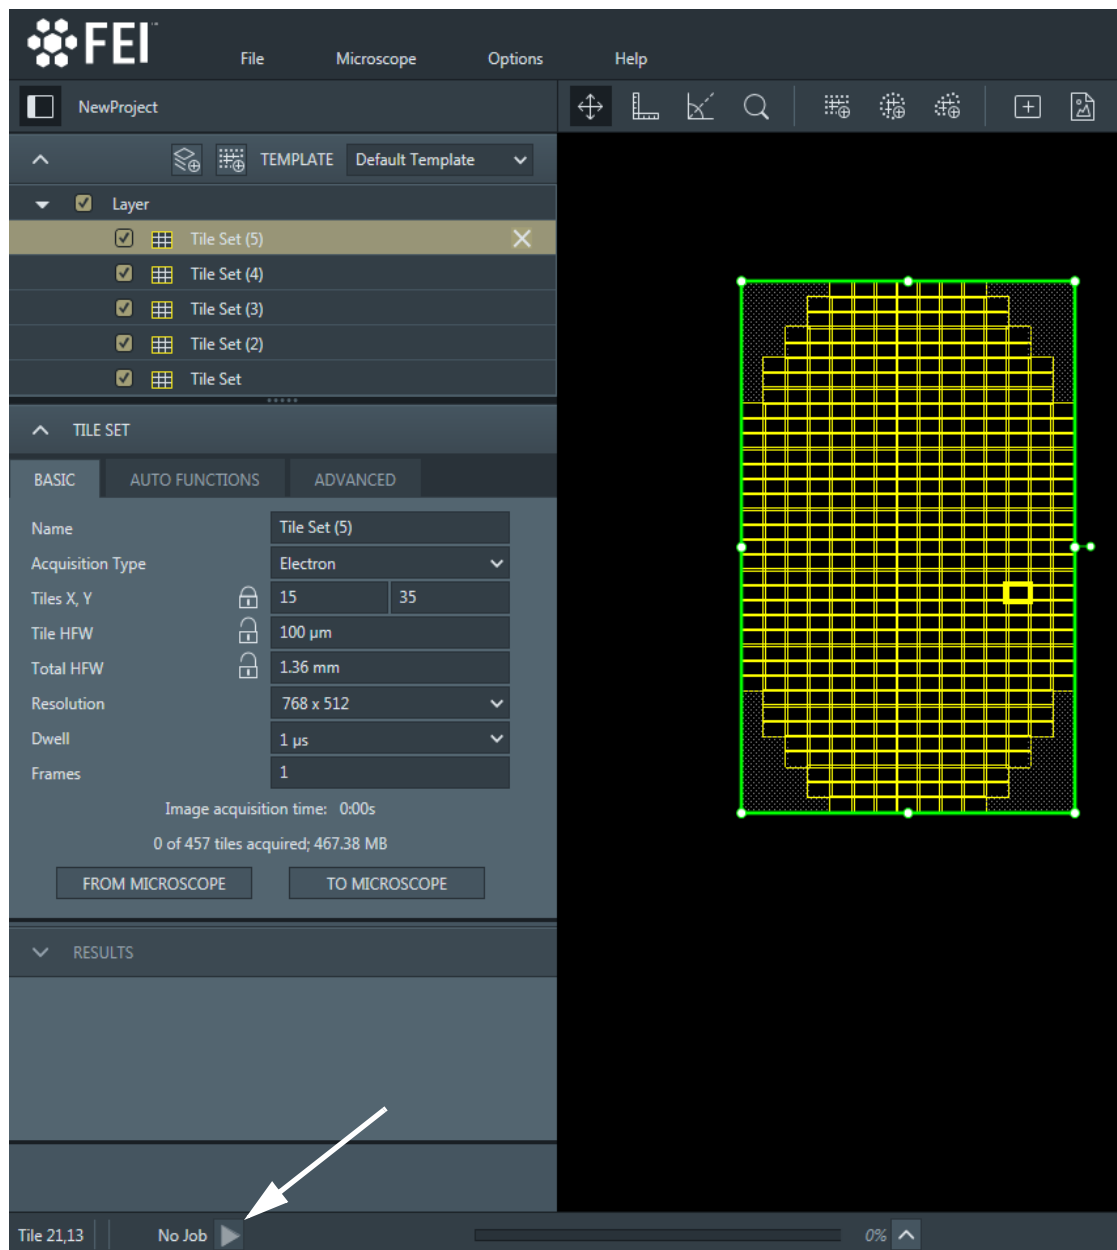 FEI™
File Microscope Options Help
NewProject
TEMPLATE Default Template
Layer
Tile Set (5)
Tile Set (4)
Tile Set (3)
Tile Set (2)
Tile Set
TILE SET
BASIC AUTO FUNCTIONS ADVANCED
Name Tile Set (5)
Acquisition Type Electron
Tiles X, Y 15 35
Tile HFW 100 µm
Total HFW 1.36 mm
Resolution 768 x 512
Dwell 1 µs
Frames 1
Image acquisition time: 0:00s
0 of 457 tiles acquired; 467.38 MB
FROM MICROSCOPE TO MICROSCOPE
RESULTS
Tile 21,13 No Job 0%